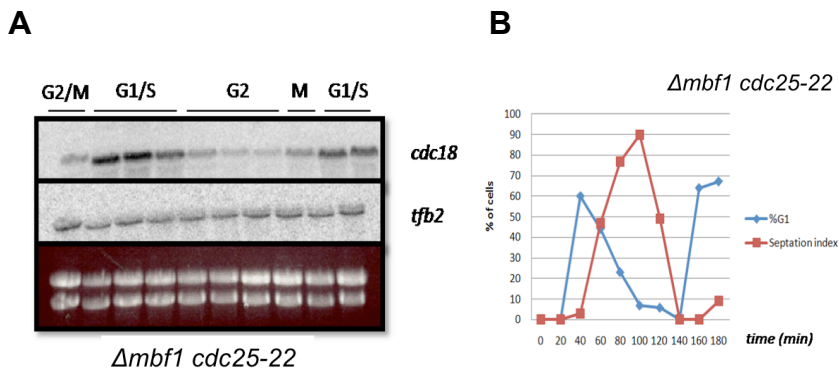 A
G2/M G1/S G2 M G1/S
cdc18
tfb2
Δmbf1 cdc25-22
B
Δmbf1 cdc25-22
100
90
80
70
60
50
40
30
20
10
0
% of cells
0 20 40 60 80 100 120 140 160 180
time (min)
%G1
Septation index